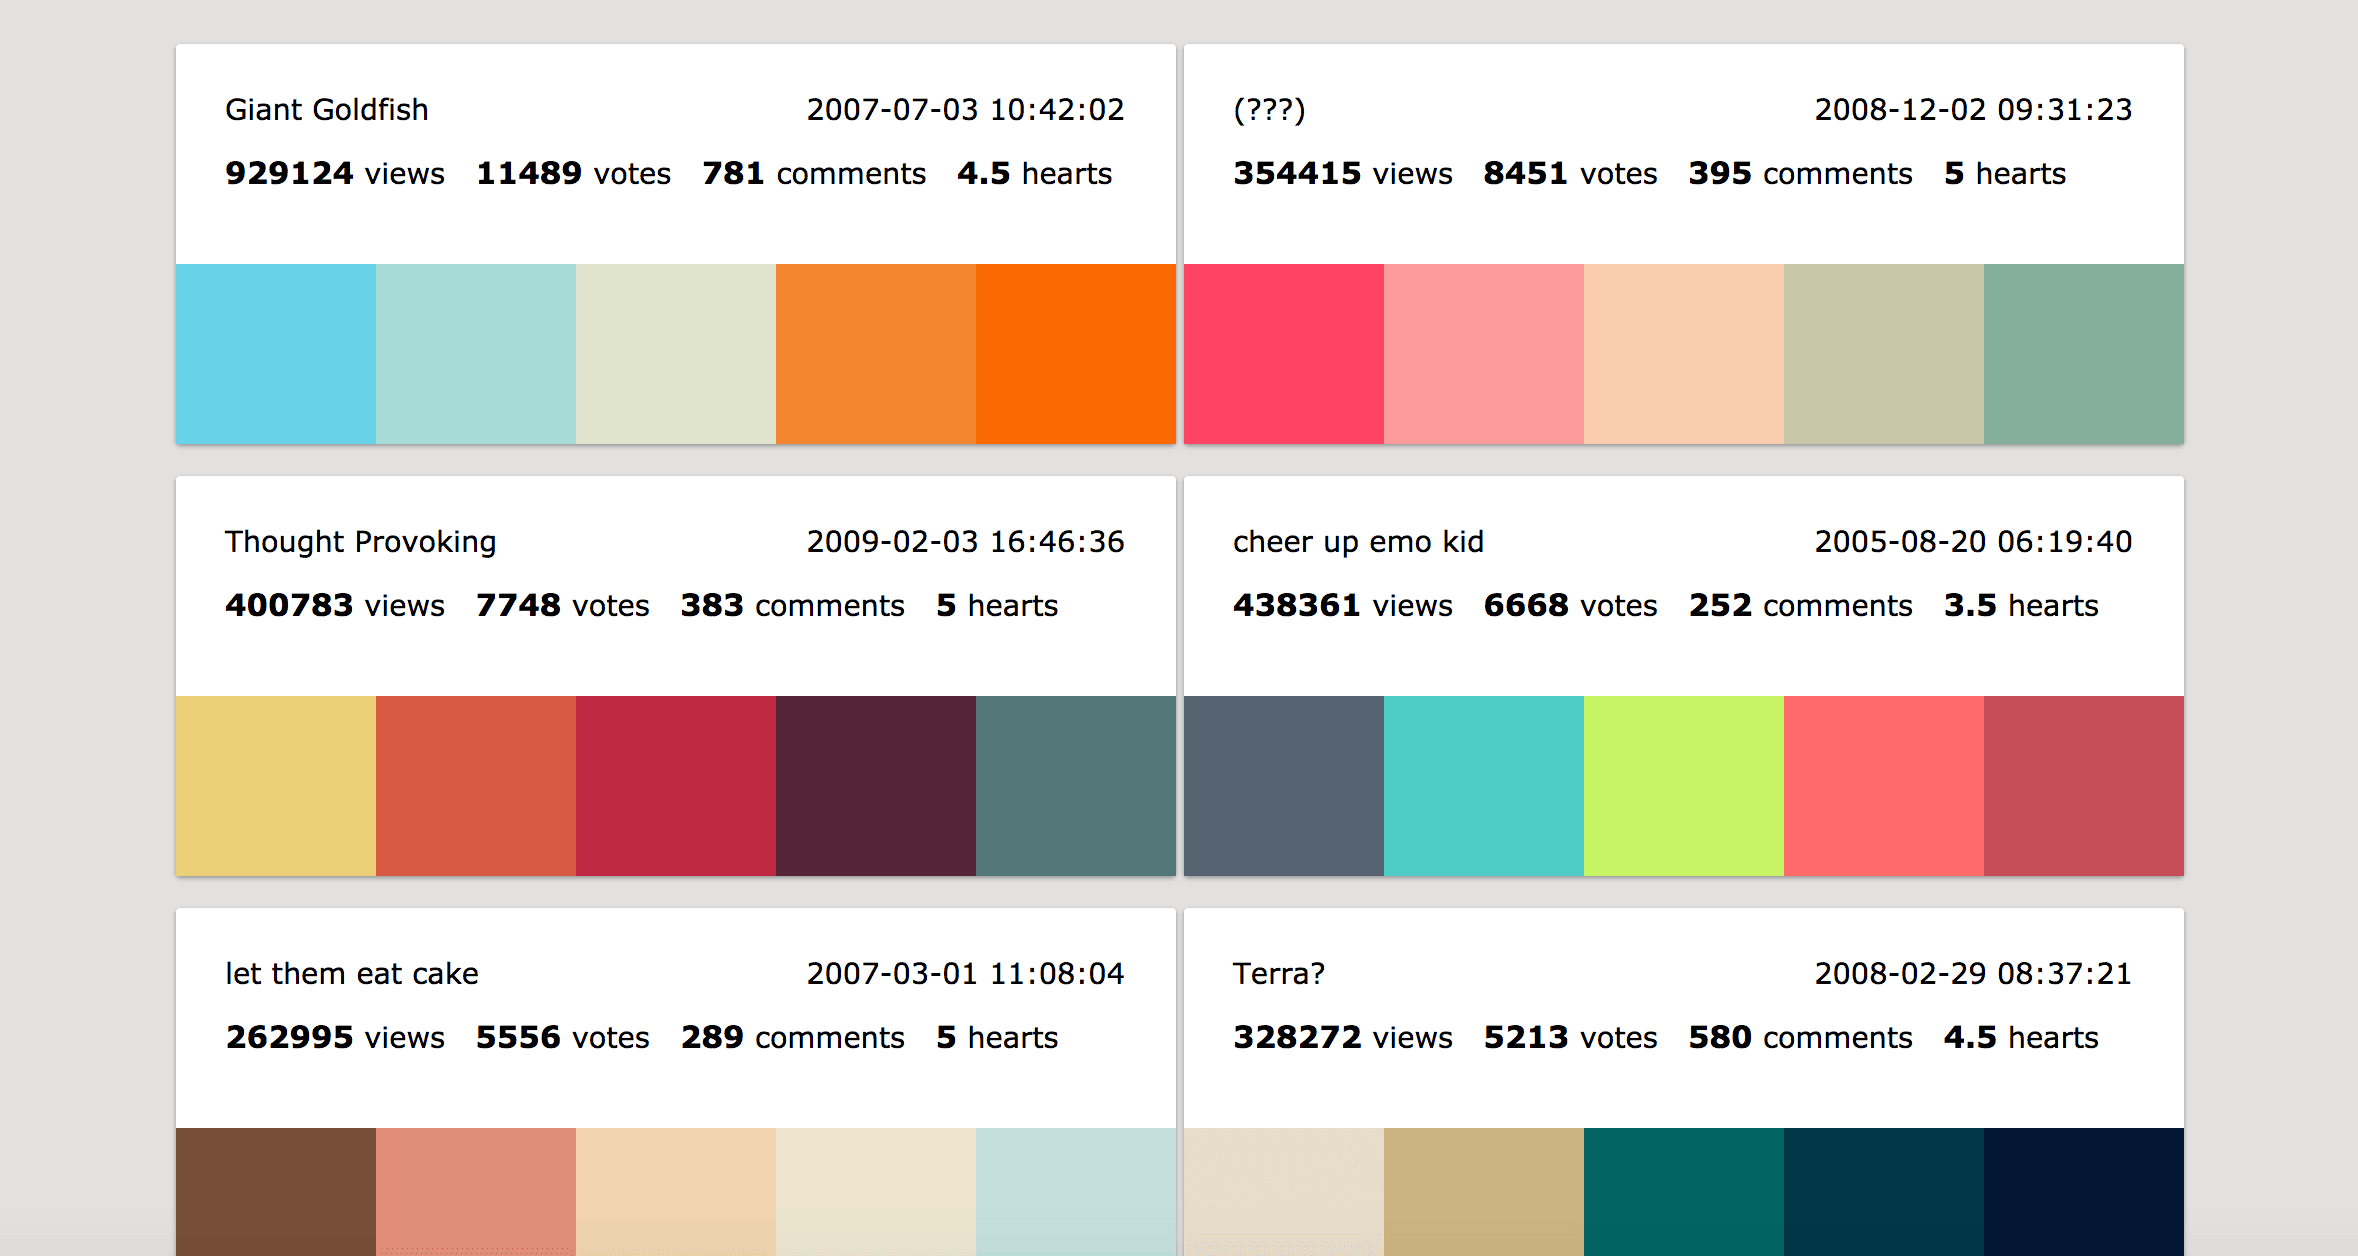 Giant Goldfish 2007-07-03 10:42:02
929124 views 11489 votes 781 comments 4.5 hearts
(???) 2008-12-02 09:31:23
354415 views 8451 votes 395 comments 5 hearts
Thought Provoking 2009-02-03 16:46:36
400783 views 7748 votes 383 comments 5 hearts
cheer up emo kid 2005-08-20 06:19:40
438361 views 6668 votes 252 comments 3.5 hearts
let them eat cake 2007-03-01 11:08:04
262995 views 5556 votes 289 comments 5 hearts
Terra? 2008-02-29 08:37:21
328272 views 5213 votes 580 comments 4.5 hearts